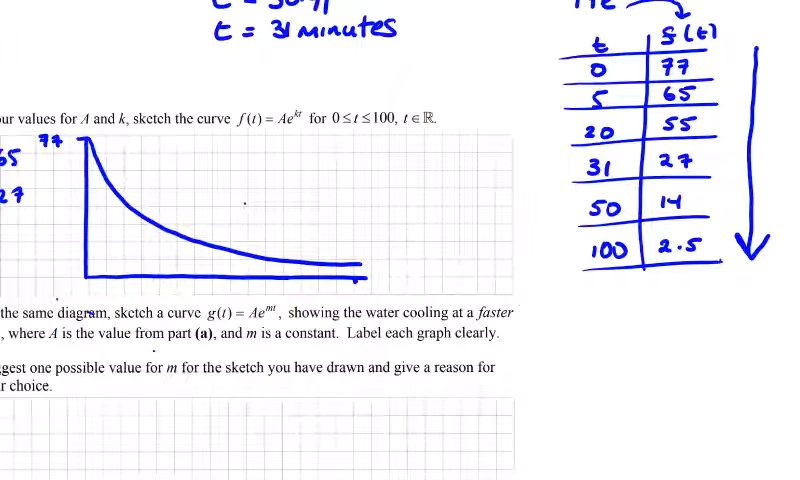 t = 31 minutes
t f(t)
0 77
5 65
20 55
31 27
50 14
100 2.5
our values for A and k, sketch the curve f(t) = Ae^{kt} for 0 ≤ t ≤ 100, t ∈ ℝ.
77
65
27
the same diagram, sketch a curve g(t) = Ae^{mt}, showing the water cooling at a faster
, where A is the value from part (a), and m is a constant. Label each graph clearly.
ggest one possible value for m for the sketch you have drawn and give a reason for
r choice.